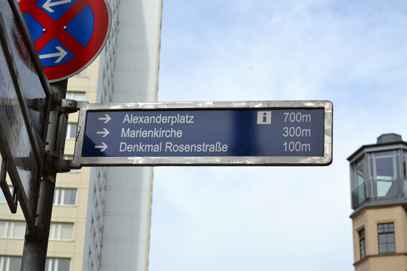 → Alexanderplatz i 700m
→ Marienkirche 300m
→ Denkmal Rosenstraße 100m